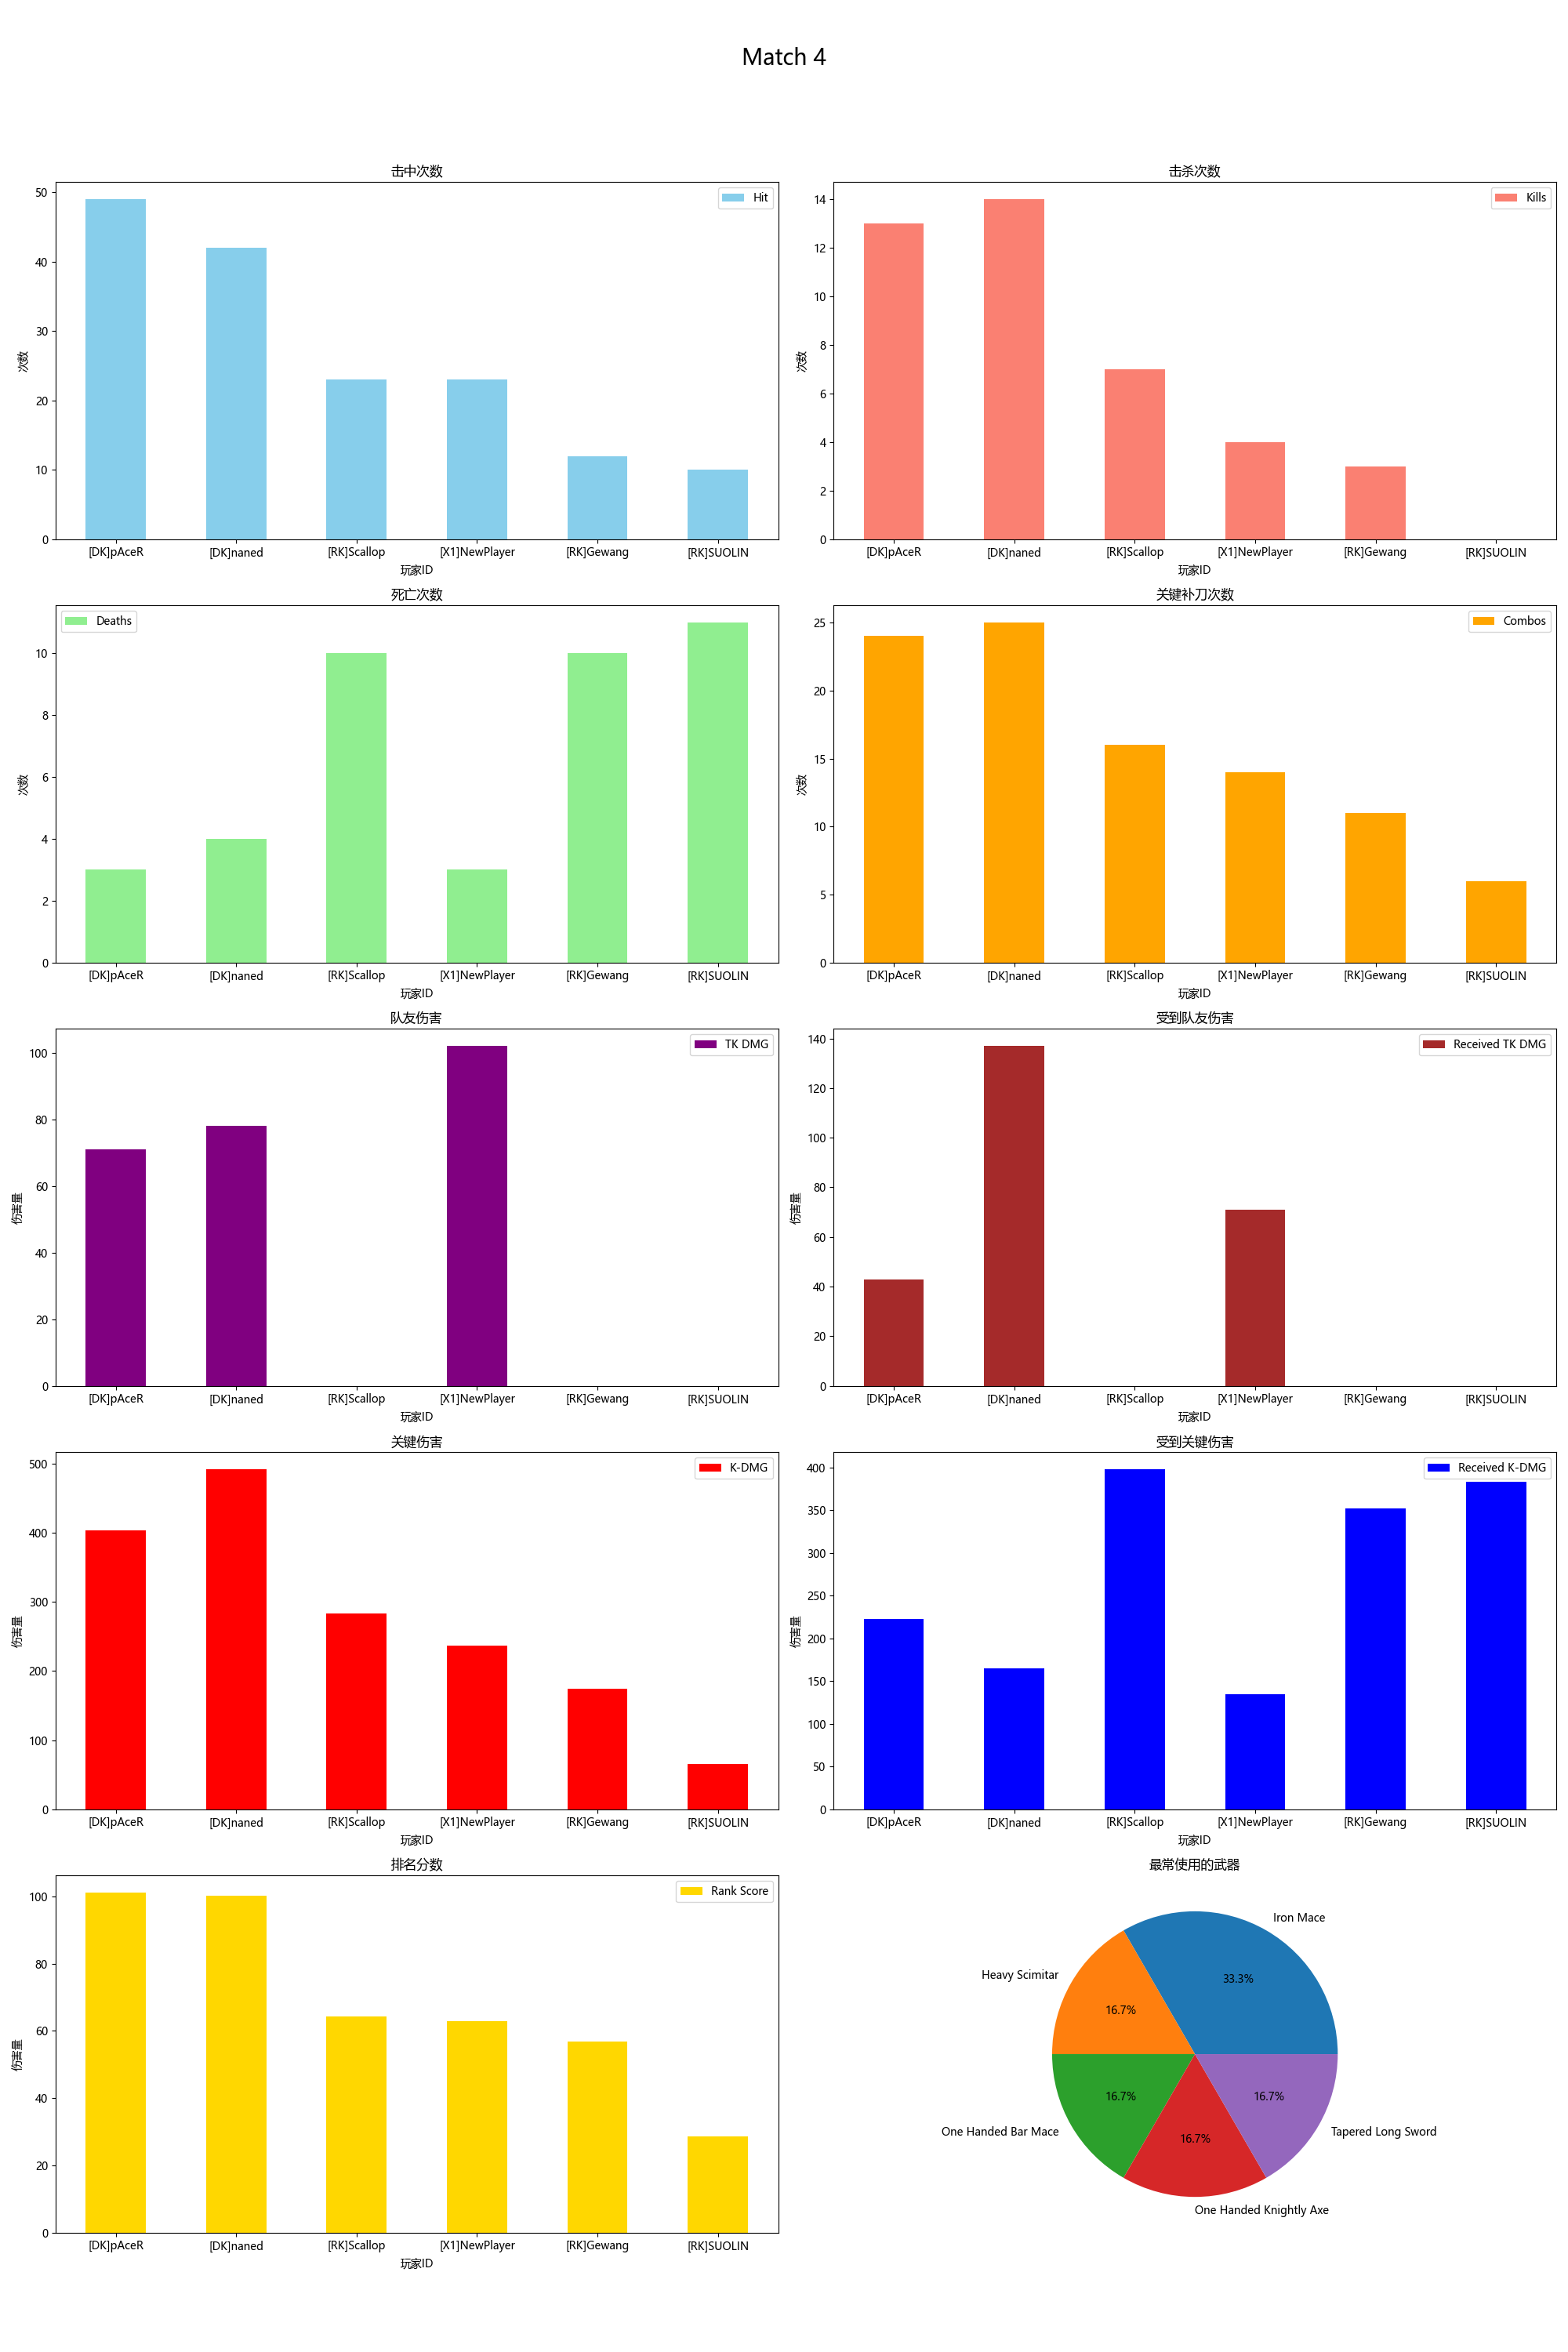 Match 4
击中次数
Hit
50
40
30
20
10
0
次数
[DK]pAceR [DK]naned [RK]Scallop [X1]NewPlayer [RK]Gewang [RK]SUOLIN
玩家ID
击杀次数
Kills
14
12
10
8
6
4
2
0
次数
[DK]pAceR [DK]naned [RK]Scallop [X1]NewPlayer [RK]Gewang [RK]SUOLIN
玩家ID
死亡次数
Deaths
10
8
6
4
2
0
次数
[DK]pAceR [DK]naned [RK]Scallop [X1]NewPlayer [RK]Gewang [RK]SUOLIN
玩家ID
关键补刀次数
Combos
25
20
15
10
5
0
次数
[DK]pAceR [DK]naned [RK]Scallop [X1]NewPlayer [RK]Gewang [RK]SUOLIN
玩家ID
队友伤害
TK DMG
100
80
60
40
20
0
伤害量
[DK]pAceR [DK]naned [RK]Scallop [X1]NewPlayer [RK]Gewang [RK]SUOLIN
玩家ID
受到队友伤害
Received TK DMG
140
120
100
80
60
40
20
0
伤害量
[DK]pAceR [DK]naned [RK]Scallop [X1]NewPlayer [RK]Gewang [RK]SUOLIN
玩家ID
关键伤害
K-DMG
500
400
300
200
100
0
伤害量
[DK]pAceR [DK]naned [RK]Scallop [X1]NewPlayer [RK]Gewang [RK]SUOLIN
玩家ID
受到关键伤害
Received K-DMG
400
350
300
250
200
150
100
50
0
伤害量
[DK]pAceR [DK]naned [RK]Scallop [X1]NewPlayer [RK]Gewang [RK]SUOLIN
玩家ID
排名分数
Rank Score
100
80
60
40
20
0
伤害量
[DK]pAceR [DK]naned [RK]Scallop [X1]NewPlayer [RK]Gewang [RK]SUOLIN
玩家ID
最常使用的武器
Iron Mace
33.3%
Heavy Scimitar
16.7%
One Handed Bar Mace
16.7%
One Handed Knightly Axe
16.7%
Tapered Long Sword
16.7%